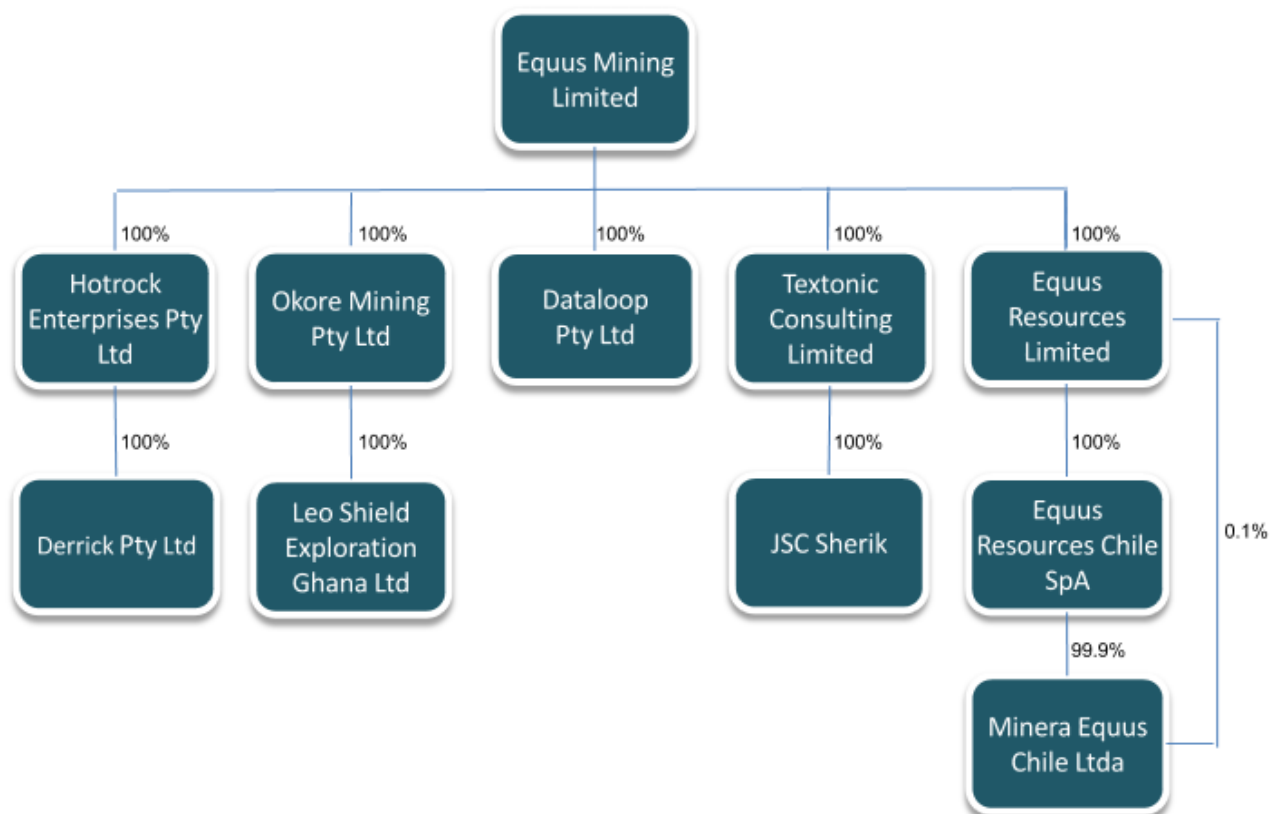 Equus Mining
Limited
100%
100%
100%
100%
100%
Hotrock
Enterprises Pty
Ltd
Okore Mining
Pty Ltd
Dataloop
Pty Ltd
Textonic
Consulting
Limited
Equus
Resources
Limited
100%
100%
100%
100%
Derrick Pty Ltd
Leo Shield
Exploration
Ghana Ltd
JSC Sherik
Equus
Resources Chile
SpA
0.1%
99.9%
Minera Equus
Chile Ltda